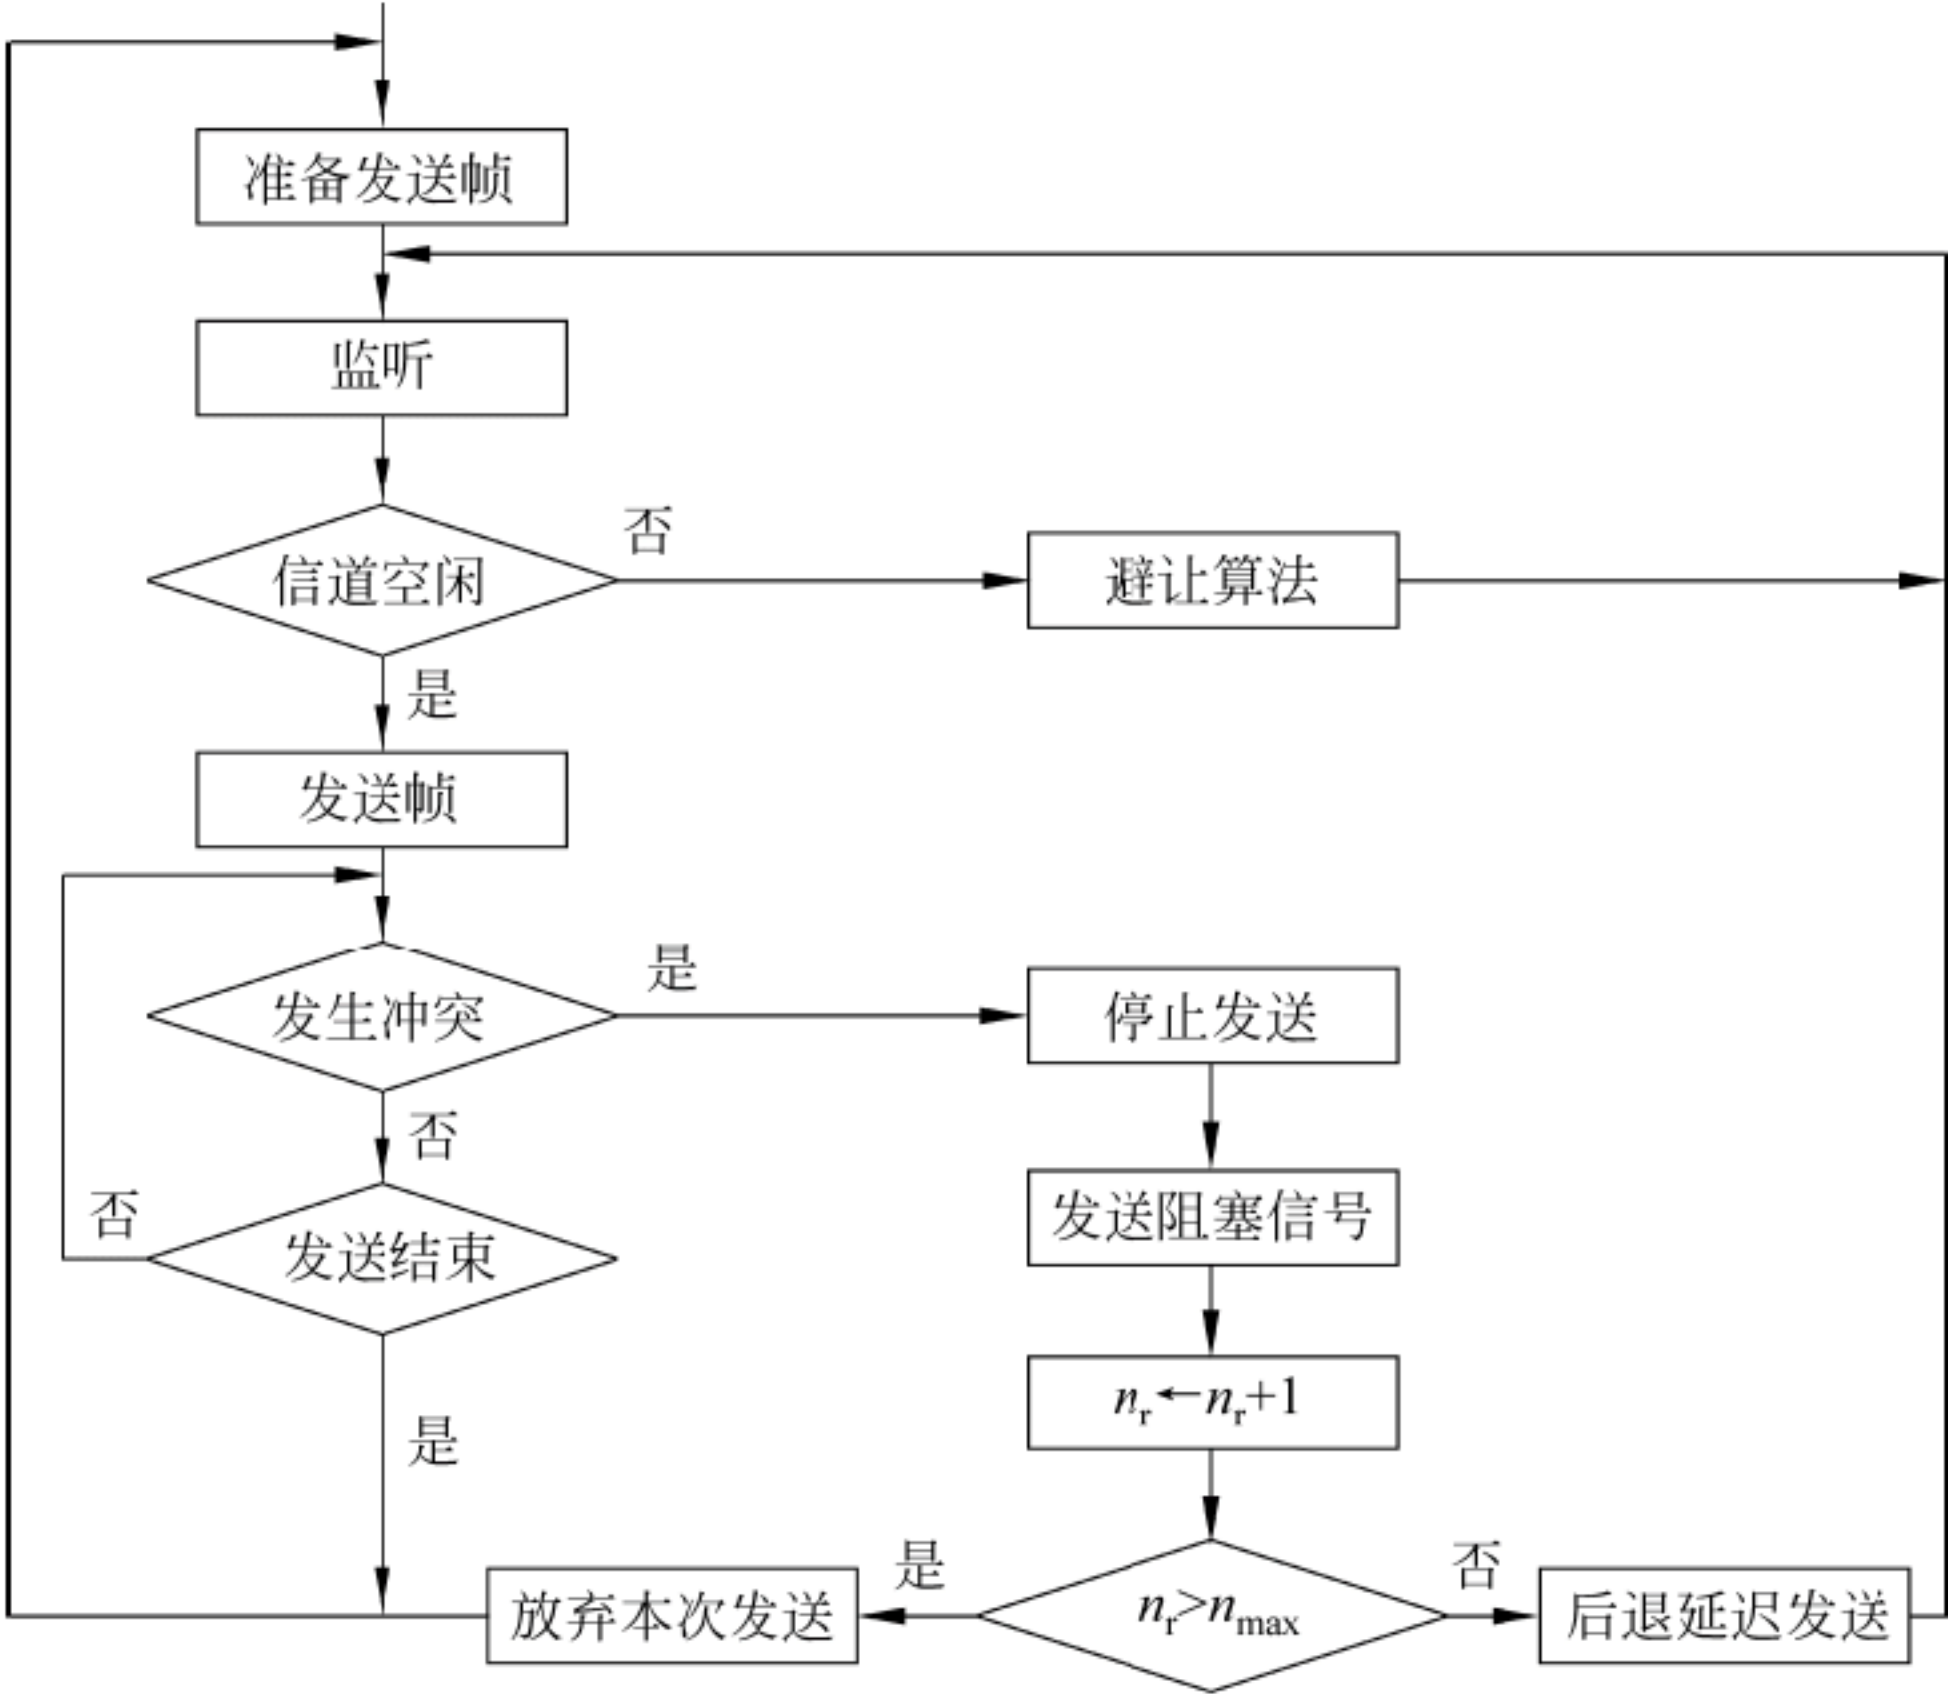 准备发送帧
监听
信道空闲
否
避让算法
是
发送帧
发生冲突
是
停止发送
否
发送阻塞信号
否
发送结束
nr←nr+1
是
nr>nmax
是
放弃本次发送
否
后退延迟发送